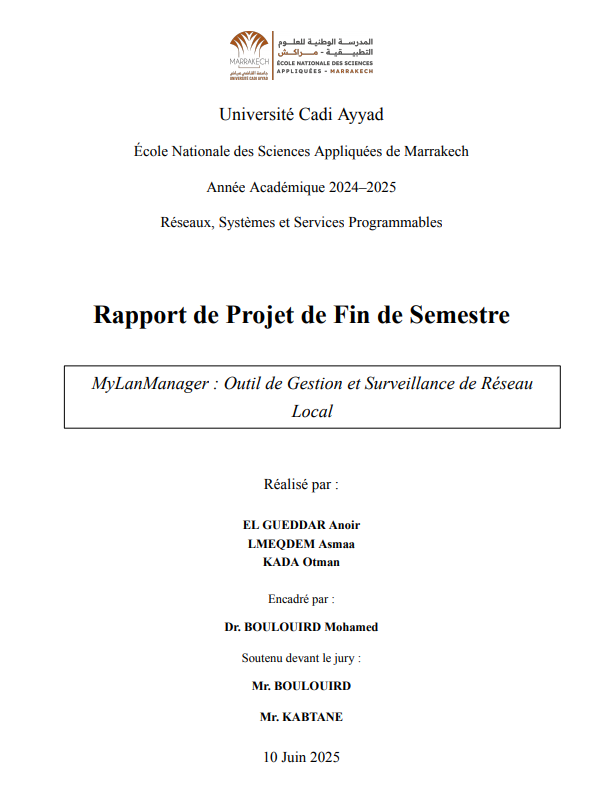 المدرسة الوطنية للعلوم
التطبيقية - مراكش
ÉCOLE NATIONALE DES SCIENCES
APPLIQUÉES - MARRAKECH
MARRAKECH
جامعة القاضي عياض
UNIVERSITÉ CADI AYYAD
Université Cadi Ayyad
École Nationale des Sciences Appliquées de Marrakech
Année Académique 2024–2025
Réseaux, Systèmes et Services Programmables
Rapport de Projet de Fin de Semestre
MyLanManager : Outil de Gestion et Surveillance de Réseau
Local
Réalisé par :
EL GUEDDAR Anoir
LMEQDEM Asmaa
KADA Otman
Encadré par :
Dr. BOULOUIRD Mohamed
Soutenu devant le jury :
Mr. BOULOUIRD
Mr. KABTANE
10 Juin 2025